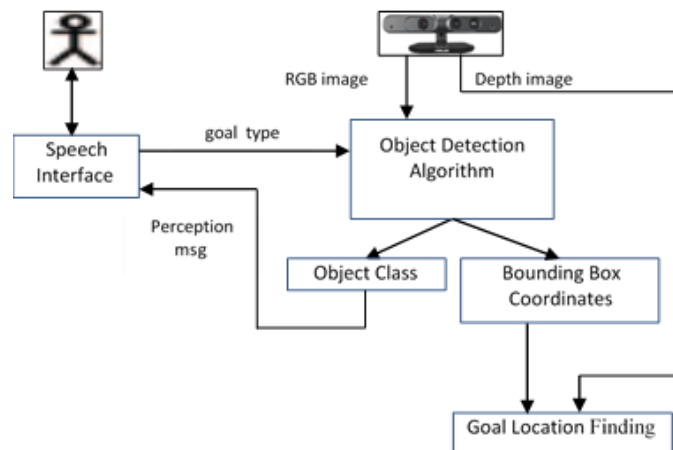 RGB image
Depth image
goal type
Speech
Interface
Object Detection
Algorithm
Perception
msg
Object Class
Bounding Box
Coordinates
Goal Location Finding